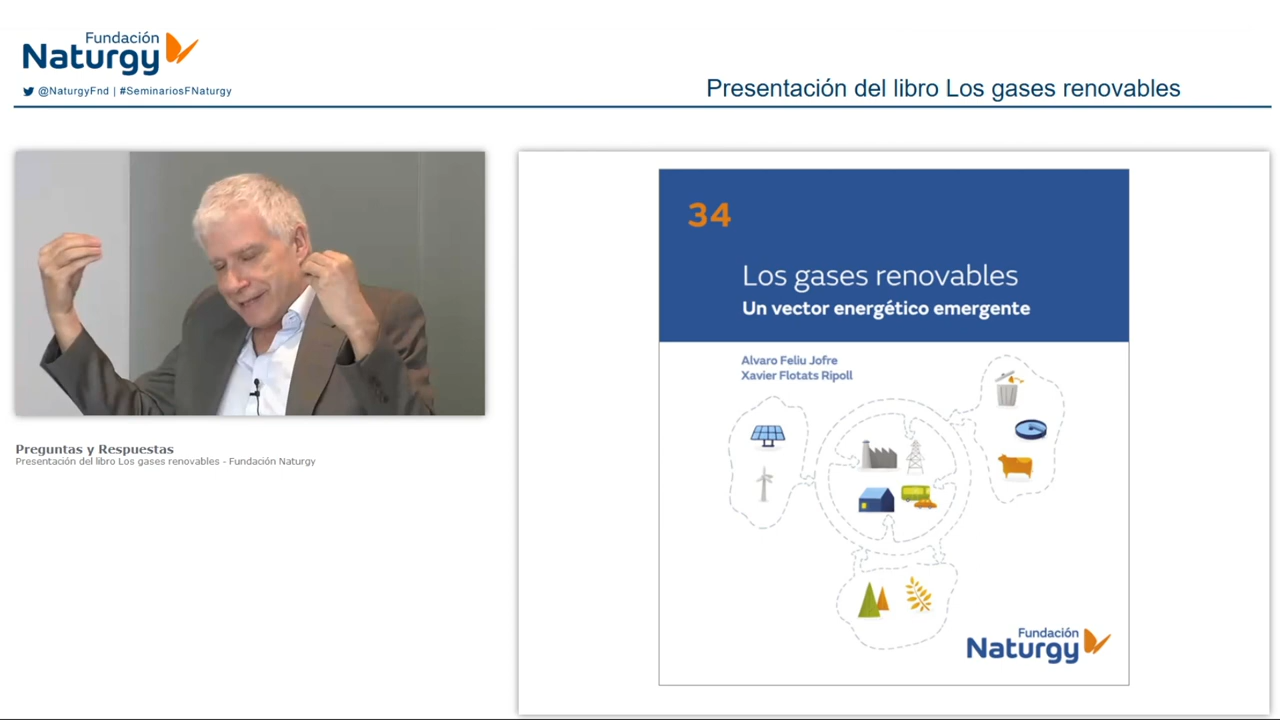 Fundación
Naturgy
@NaturgyFnd | #SeminariosFNaturgy
Presentación del libro Los gases renovables
Preguntas y Respuestas
Presentación del libro Los gases renovables - Fundación Naturgy
34
Los gases renovables
Un vector energético emergente
Alvaro Feliu Jofre
Xavier Flotats Ripoll
Fundación
Naturgy